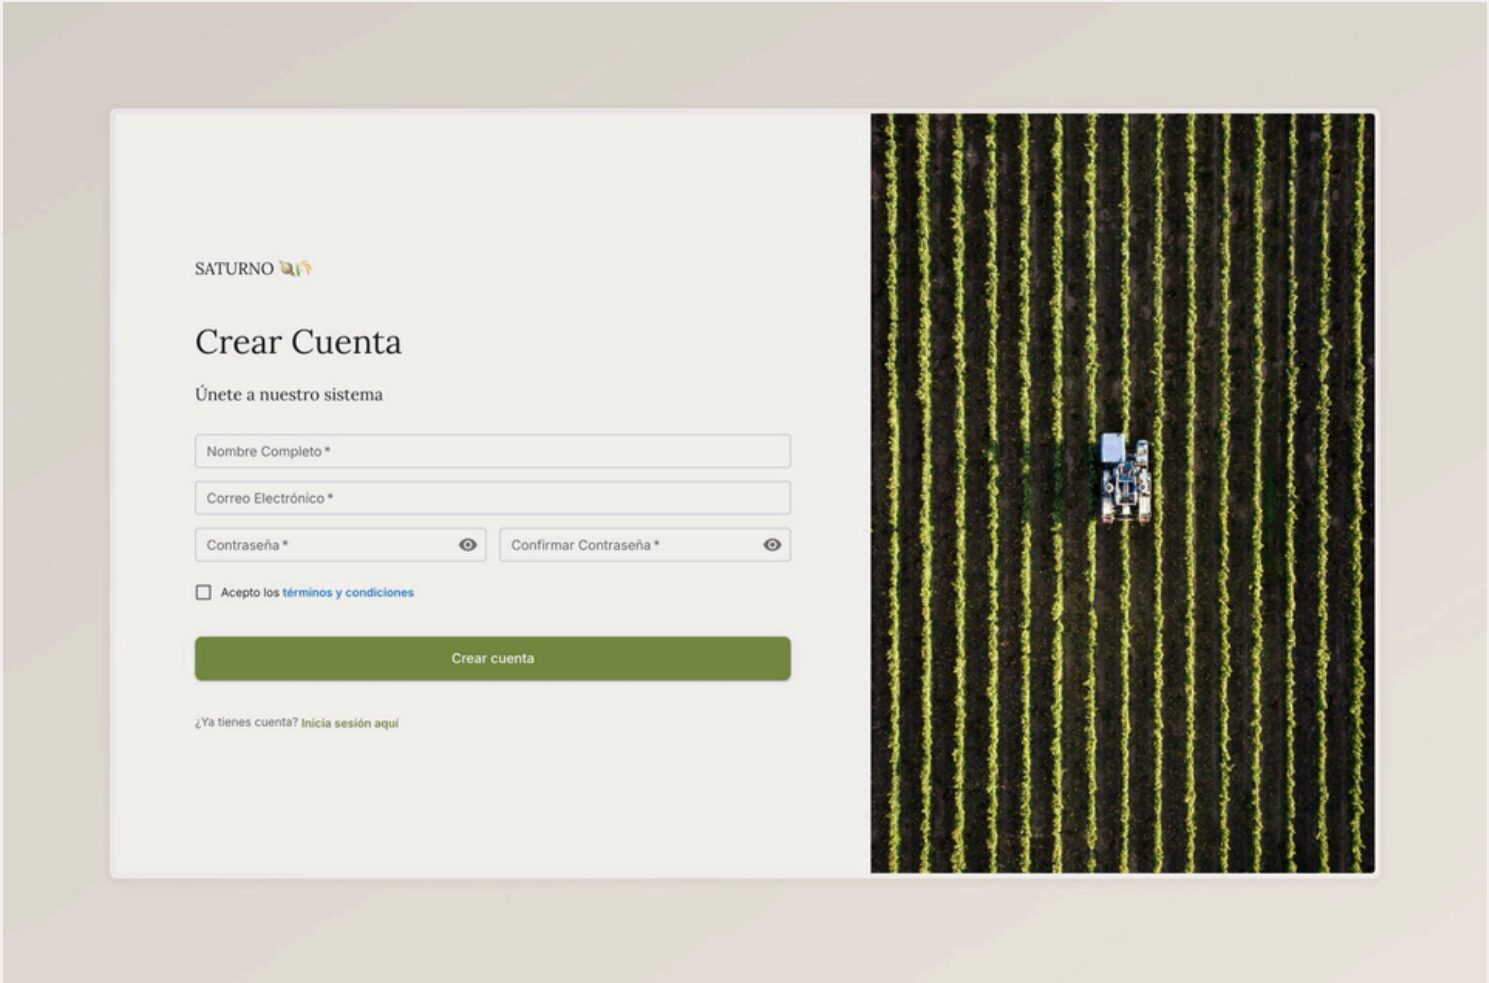 SATURNO
Crear Cuenta
Únete a nuestro sistema
Nombre Completo *
Correo Electrónico *
Contraseña *
Confirmar Contraseña *
Acepto los términos y condiciones
Crear cuenta
¿Ya tienes cuenta? Inicia sesión aquí